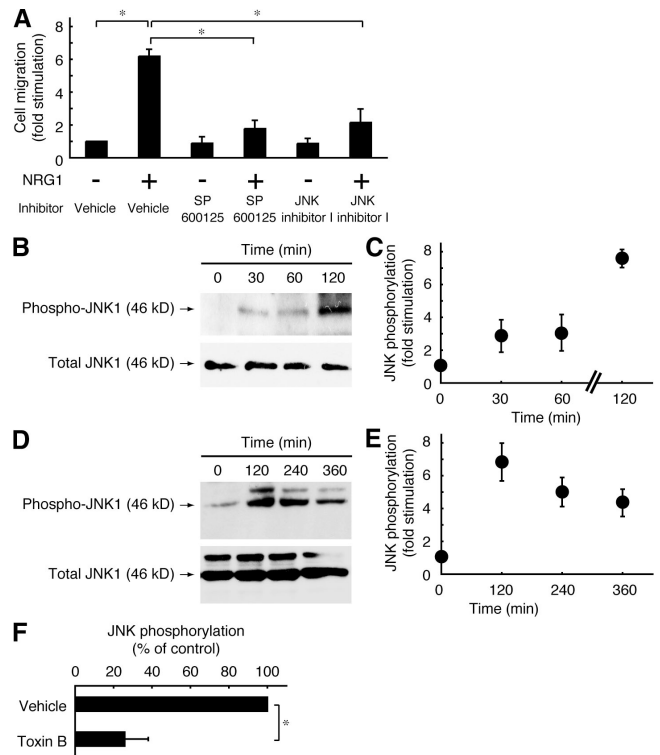 A
Cell migration
(fold stimulation)
8
6
4
2
0
*
*
*
NRG1 - + - + - +
Inhibitor Vehicle Vehicle SP 600125 SP 600125 JNK inhibitor I JNK inhibitor I
B
Time (min)
0 30 60 120
Phospho-JNK1 (46 kD)
Total JNK1 (46 kD)
C
JNK phosphorylation
(fold stimulation)
8
6
4
2
0
0 30 60 120
Time (min)
D
Time (min)
0 120 240 360
Phospho-JNK1 (46 kD)
Total JNK1 (46 kD)
E
JNK phosphorylation
(fold stimulation)
8
6
4
2
0
0 120 240 360
Time (min)
F
JNK phosphorylation
(% of control)
0 20 40 60 80 100
Vehicle
Toxin B
*